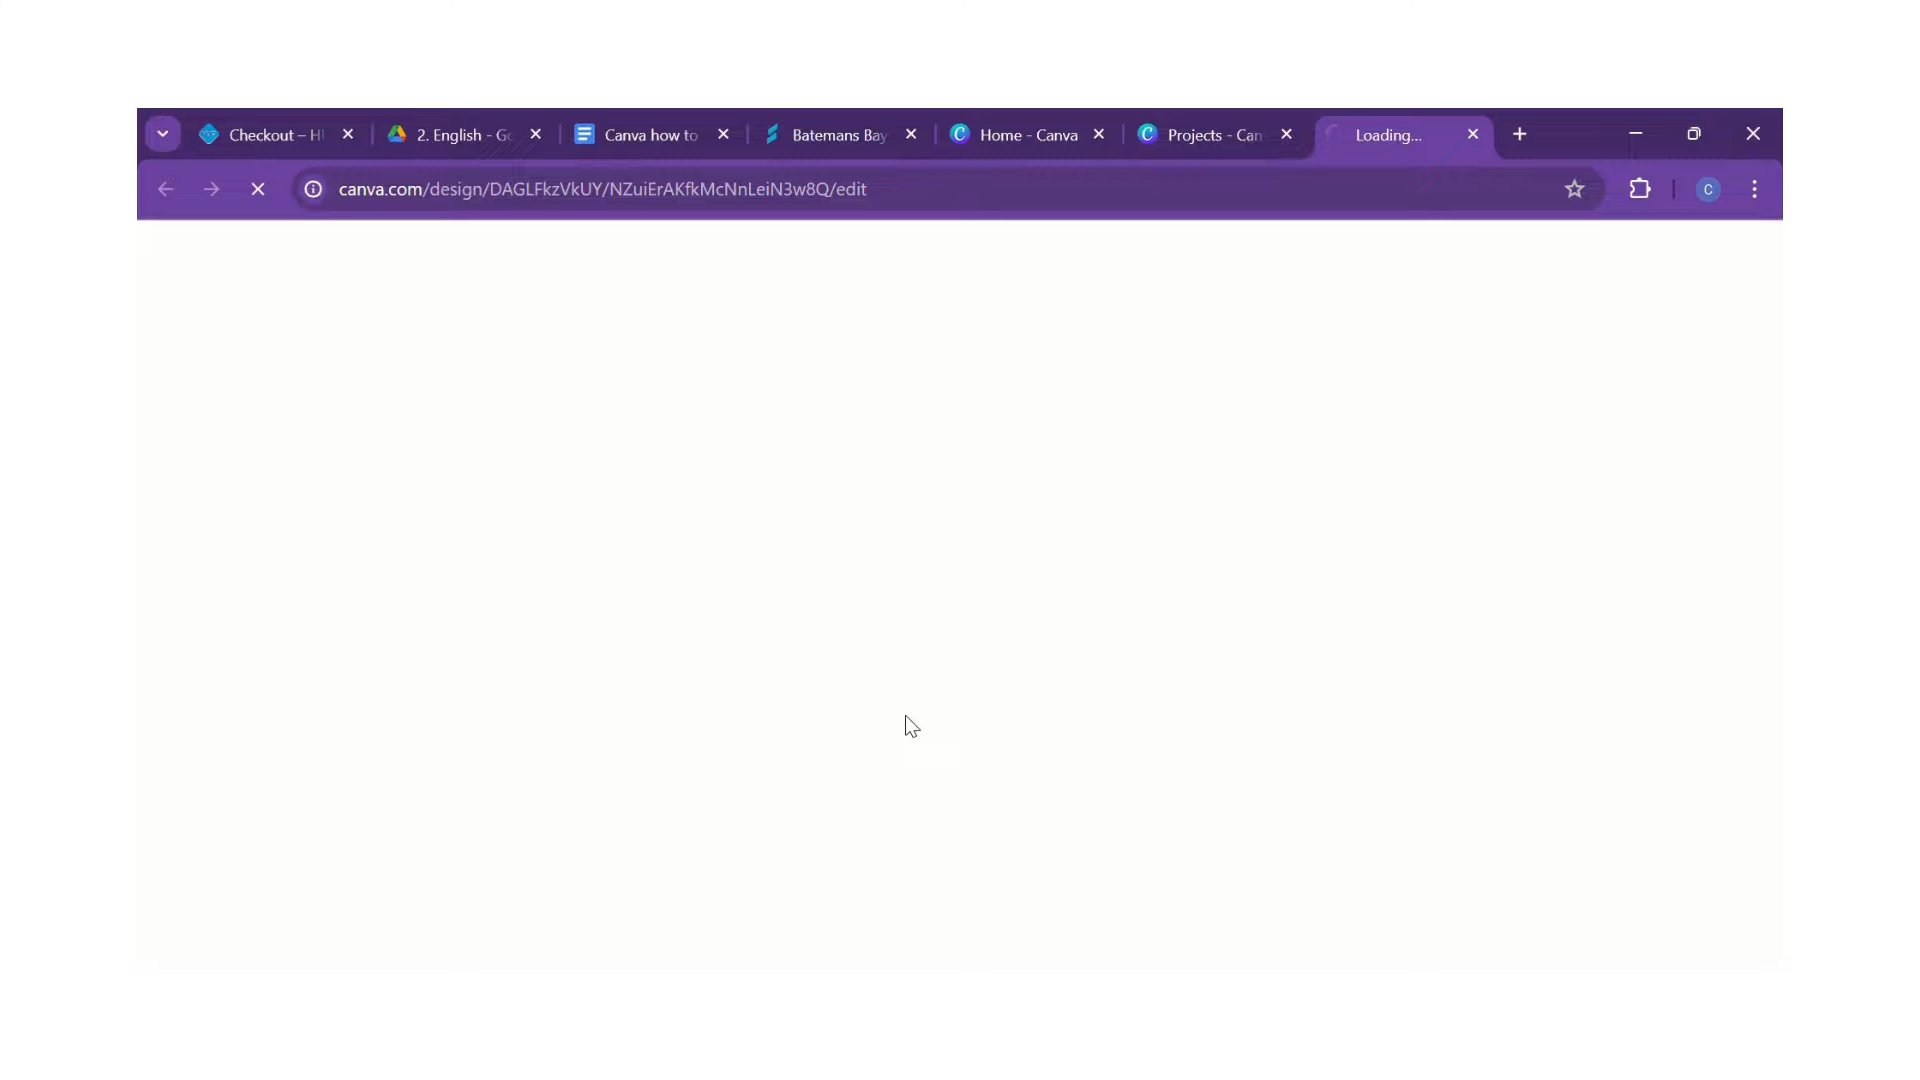 Checkout – H
2. English - Go
Canva how to
Batemans Bay
Home - Canva
Projects - Can
Loading...
canva.com/design/DAGLFkzVkUY/NZuiErAKfkMcNnLeiN3w8Q/edit
C